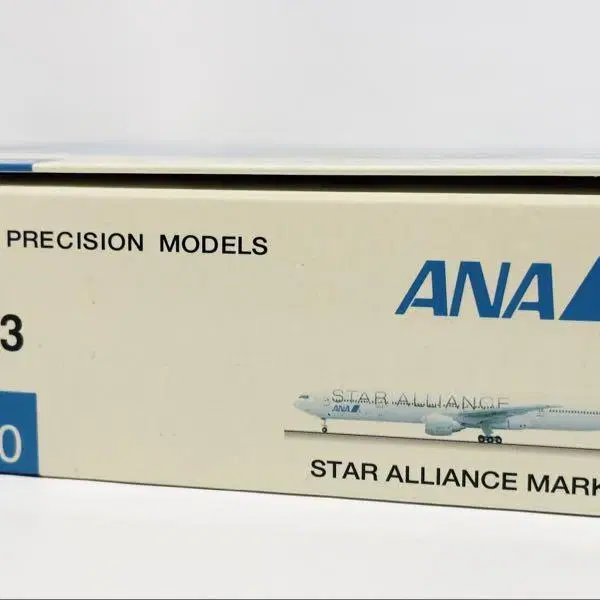 PRECISION MODELS
ANA
3
STAR ALLIANCE
ANA
0
STAR ALLIANCE MARK